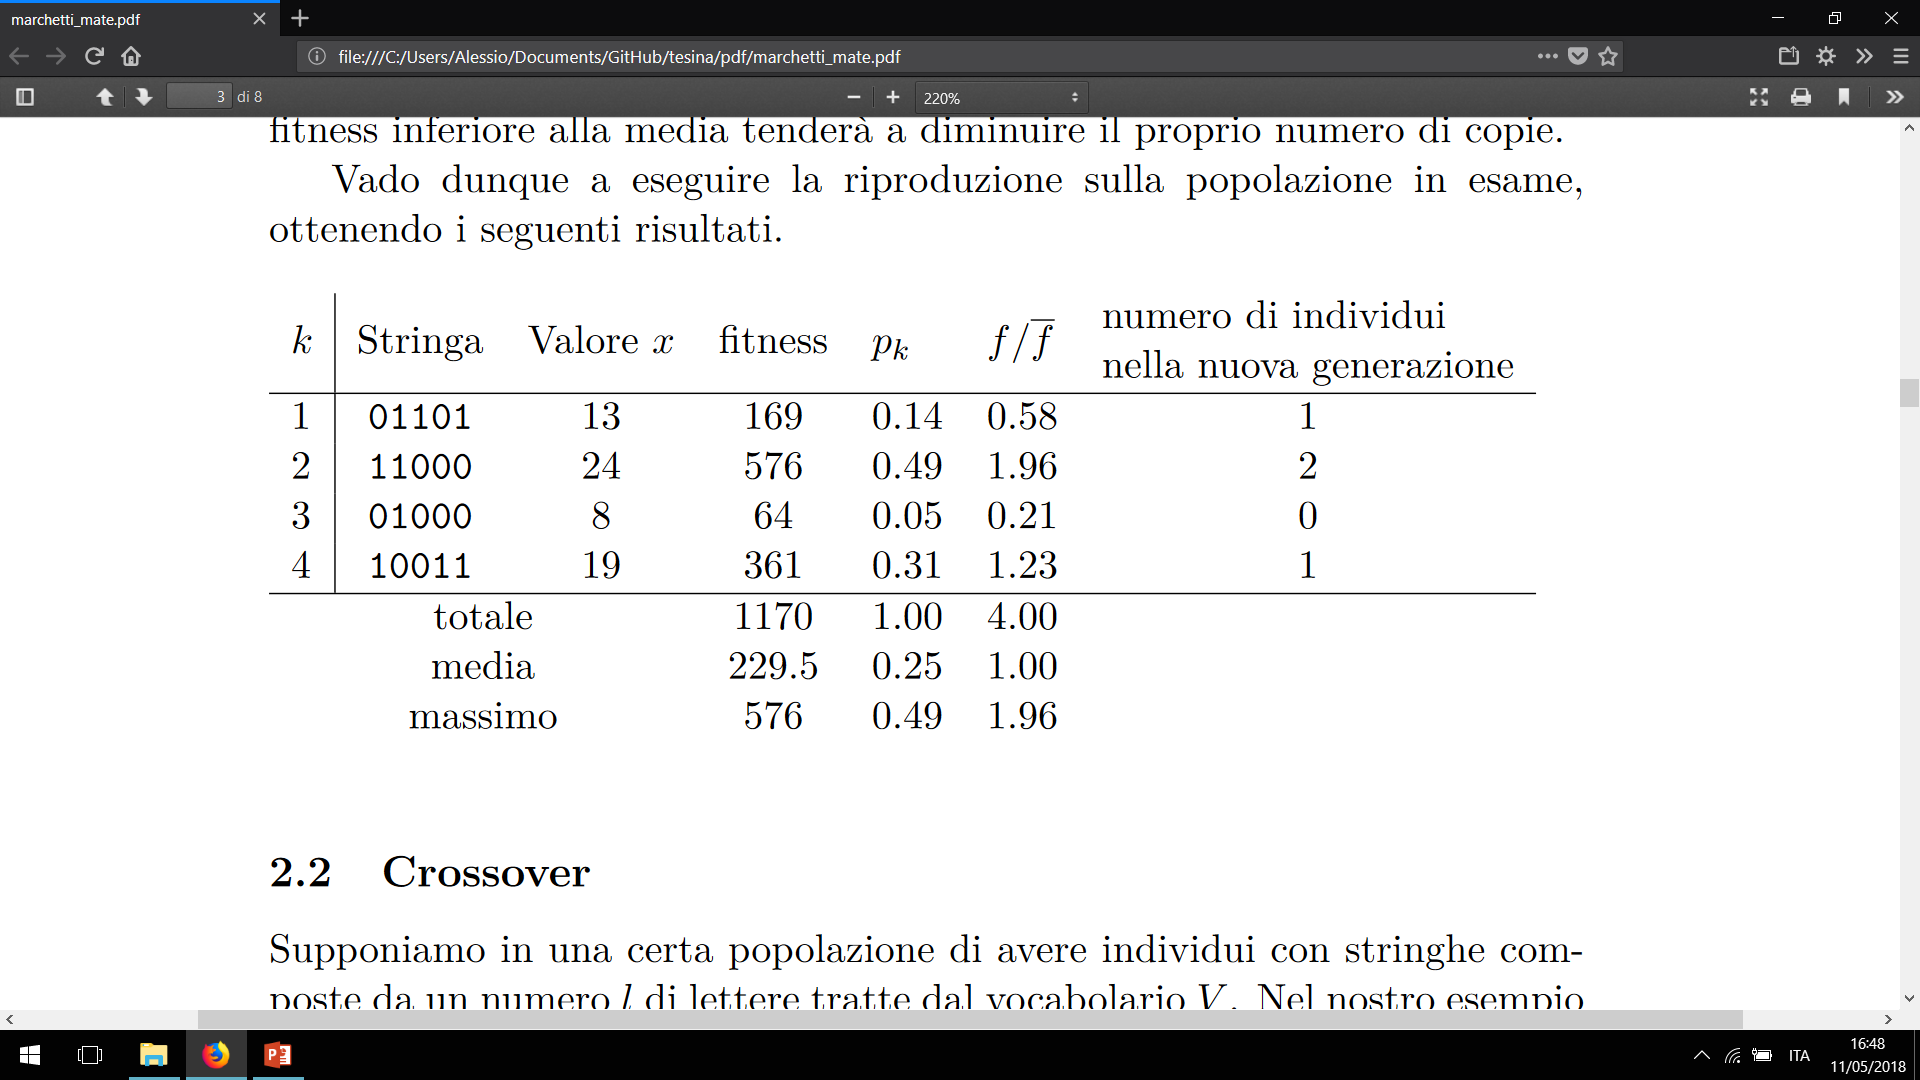 marchetti_mate.pdf
file:///C:/Users/Alessio/Documents/GitHub/tesina/pdf/marchetti_mate.pdf
3 di 8
220%
fitness inferiore alla media tenderà a diminuire il proprio numero di copie.
Vado dunque a eseguire la riproduzione sulla popolazione in esame,
ottenendo i seguenti risultati.
k Stringa Valore x fitness pₖ f/f̅ numero di individui
nella nuova generazione
1 01101 13 169 0.14 0.58 1
2 11000 24 576 0.49 1.96 2
3 01000 8 64 0.05 0.21 0
4 10011 19 361 0.31 1.23 1
totale 1170 1.00 4.00
media 229.5 0.25 1.00
massimo 576 0.49 1.96
2.2 Crossover
Supponiamo in una certa popolazione di avere individui con stringhe com-
poste da un numero l di lettere tratte dal vocabolario V. Nel nostro esempio
ITA
16:48
11/05/2018